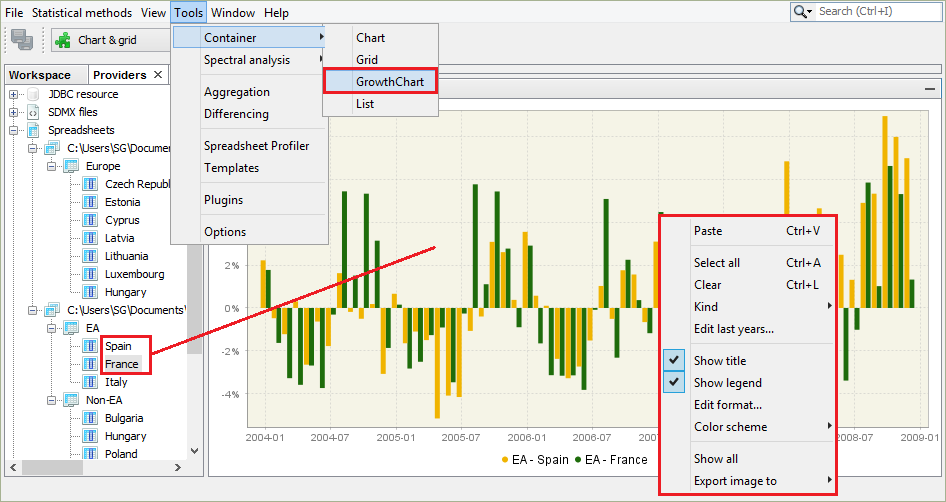 File Statistical methods View Tools Window Help Search (Ctrl+I)
Chart & grid
Workspace Providers
JDBC resource
SDMX files
Spreadsheets
C:\Users\SG\Docume
Europe
Czech Repub
Estonia
Cyprus
Latvia
Lithuania
Luxembourg
Hungary
C:\Users\SG\Documents\
EA
Spain
France
Italy
Non-EA
Bulgaria
Hungary
Poland
Container
Spectral analysis
Aggregation
Differencing
Spreadsheet Profiler
Templates
Plugins
Options
Chart
Grid
GrowthChart
List
2%
0%
-2%
-4%
2004-01 2004-07 2005-01 2005-07 2006-01 2006-07 2007 2008-07 2009-01
EA - Spain EA - France
Paste Ctrl+V
Select all Ctrl+A
Clear Ctrl+L
Kind
Edit last years...
Show title
Show legend
Edit format...
Color scheme
Show all
Export image to